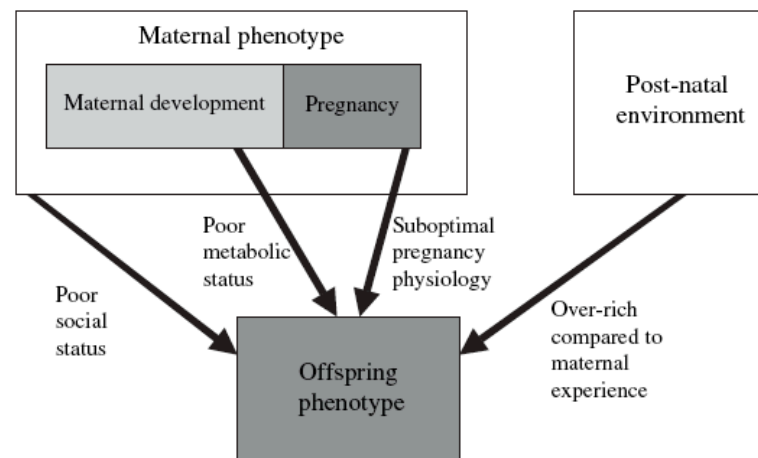 Maternal phenotype
Maternal development
Pregnancy
Post-natal
environment
Poor
social
status
Poor
metabolic
status
Suboptimal
pregnancy
physiology
Over-rich
compared to
maternal
experience
Offspring
phenotype